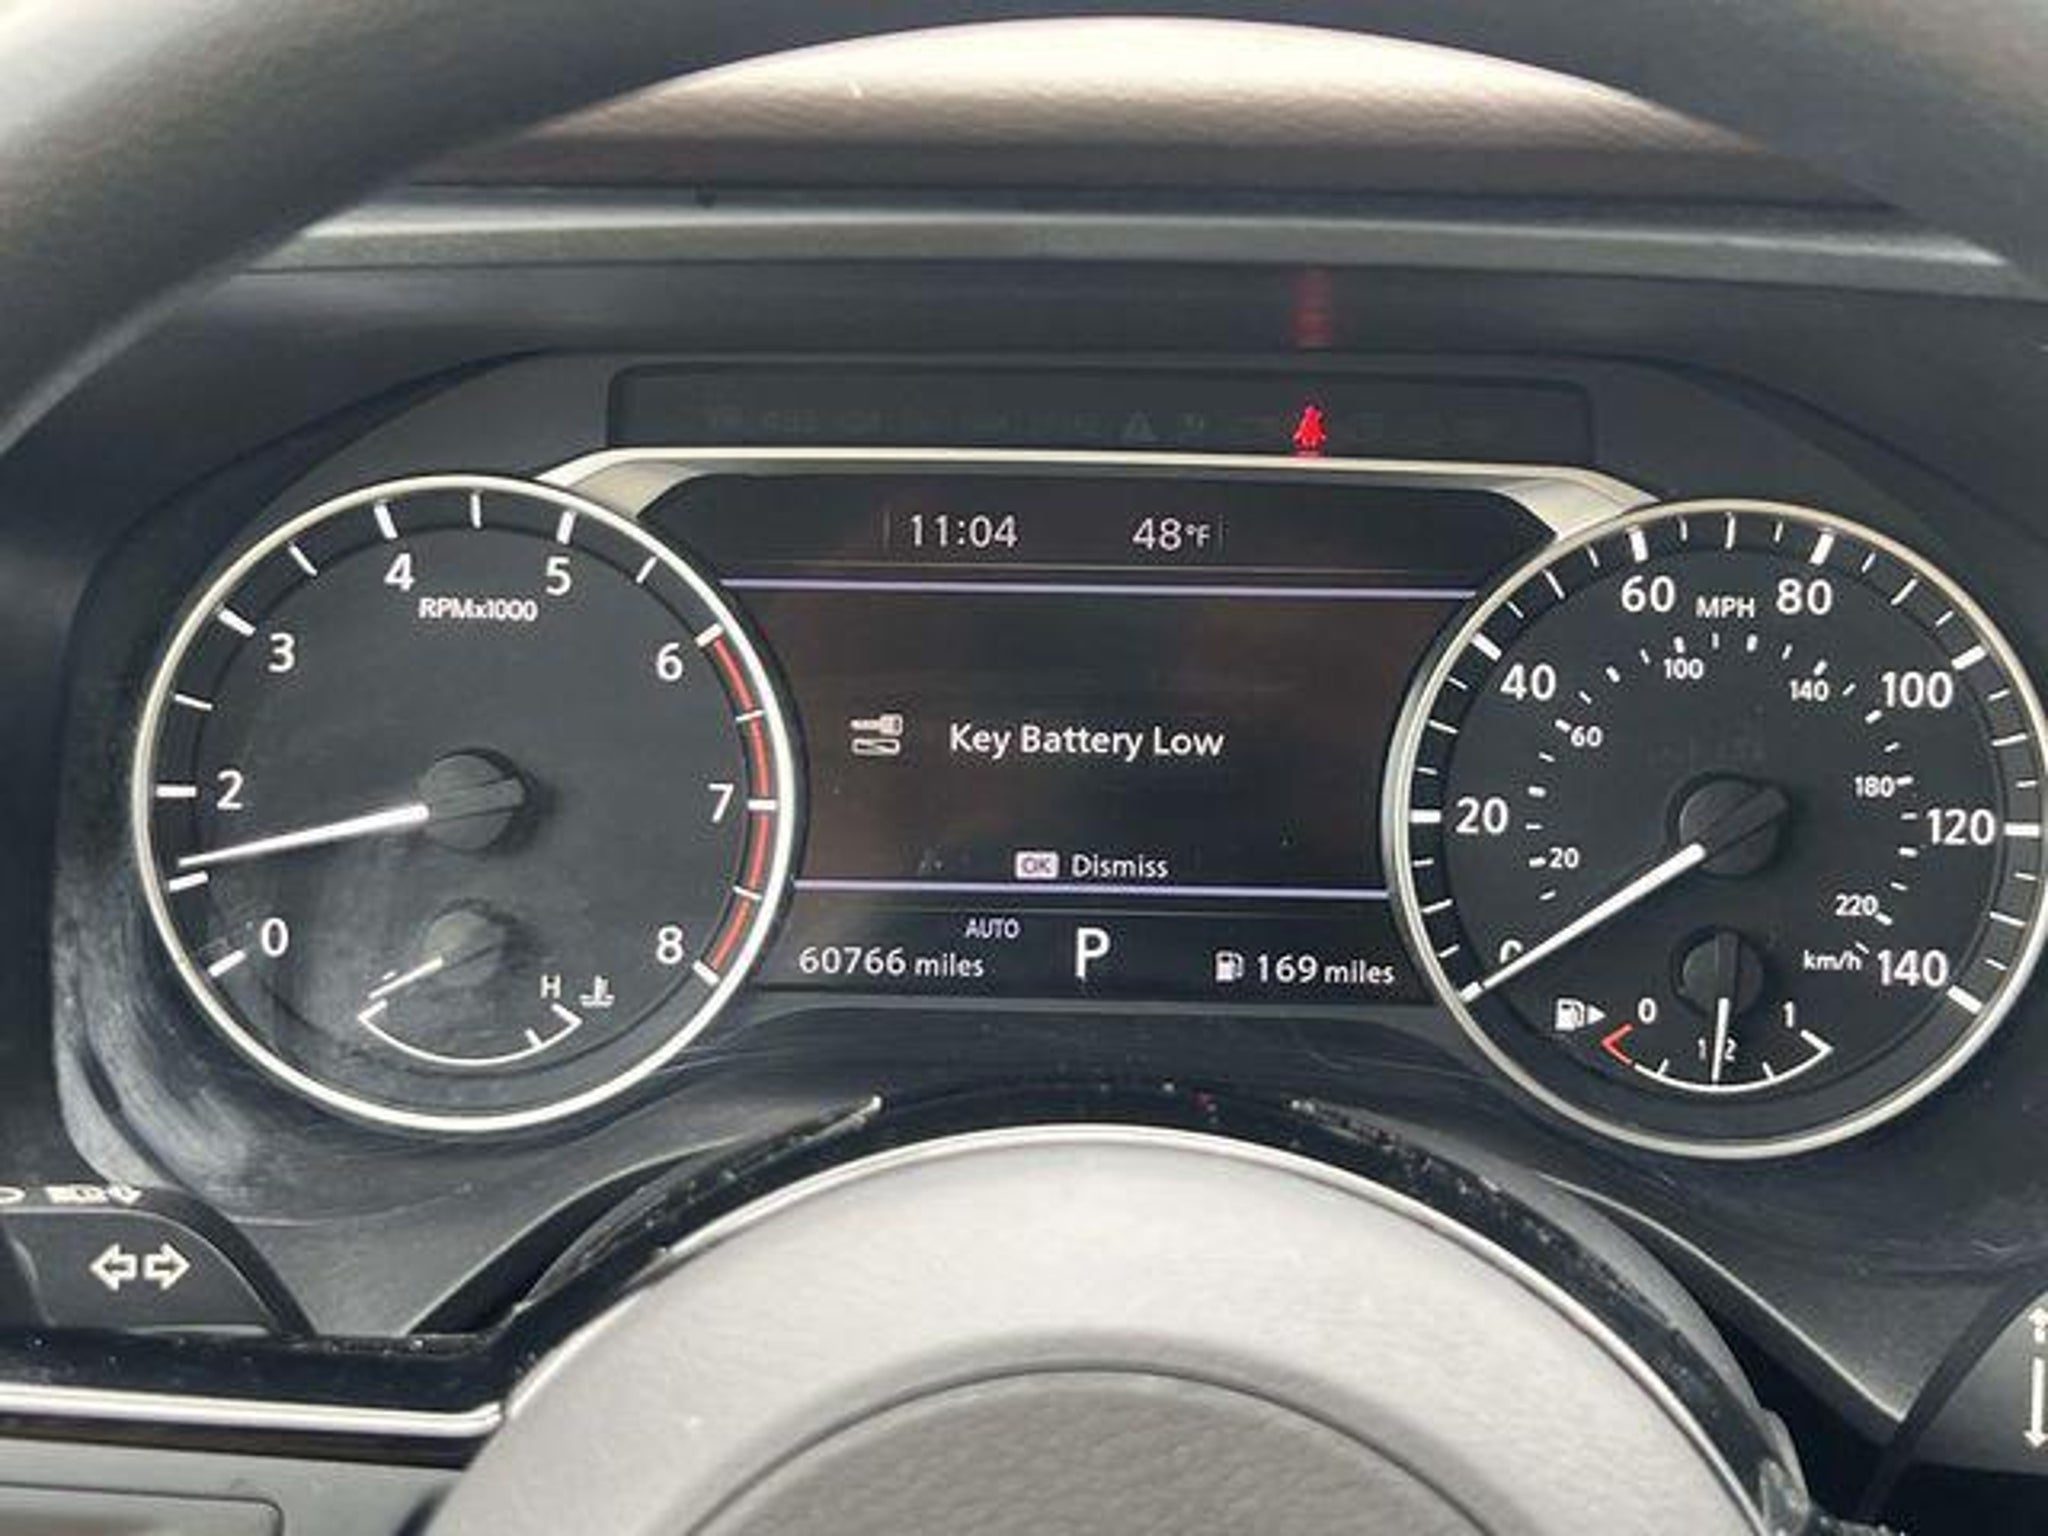 11:04 48°F
4 5
RPMx1000
3 6
2 7
0 8
H
Key Battery Low
OK Dismiss
AUTO
60766 miles P 169 miles
60 MPH 80
40 100
20 120
0 140
100 140
60 180
20 220
km/h
0 1
1/2